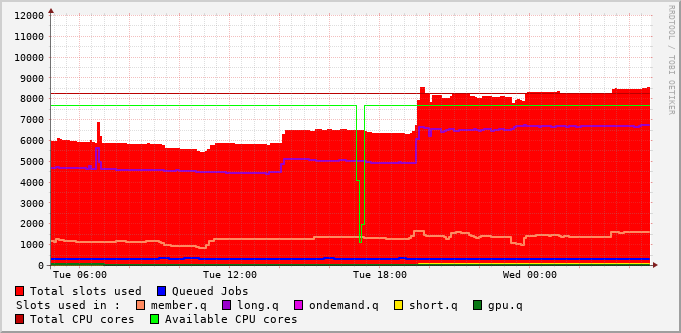 RRDTOOL / TOBI OETIKER
12000
11000
10000
9000
8000
7000
6000
5000
4000
3000
2000
1000
0
Tue 06:00 Tue 12:00 Tue 18:00 Wed 00:00
Total slots used Queued Jobs
Slots used in : member.q long.q ondemand.q short.q gpu.q
Total CPU cores Available CPU cores